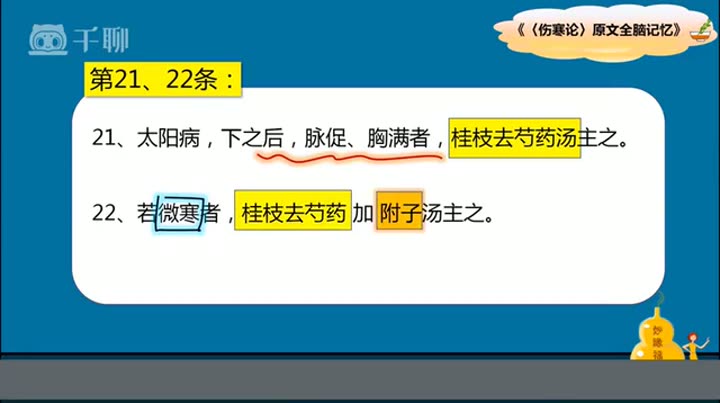 千聊
《〈伤寒论〉原文全脑记忆》
第21、22条：
21、太阳病，下之后，脉促、胸满者，桂枝去芍药汤主之。
22、若微寒者，桂枝去芍药 加 附子汤主之。